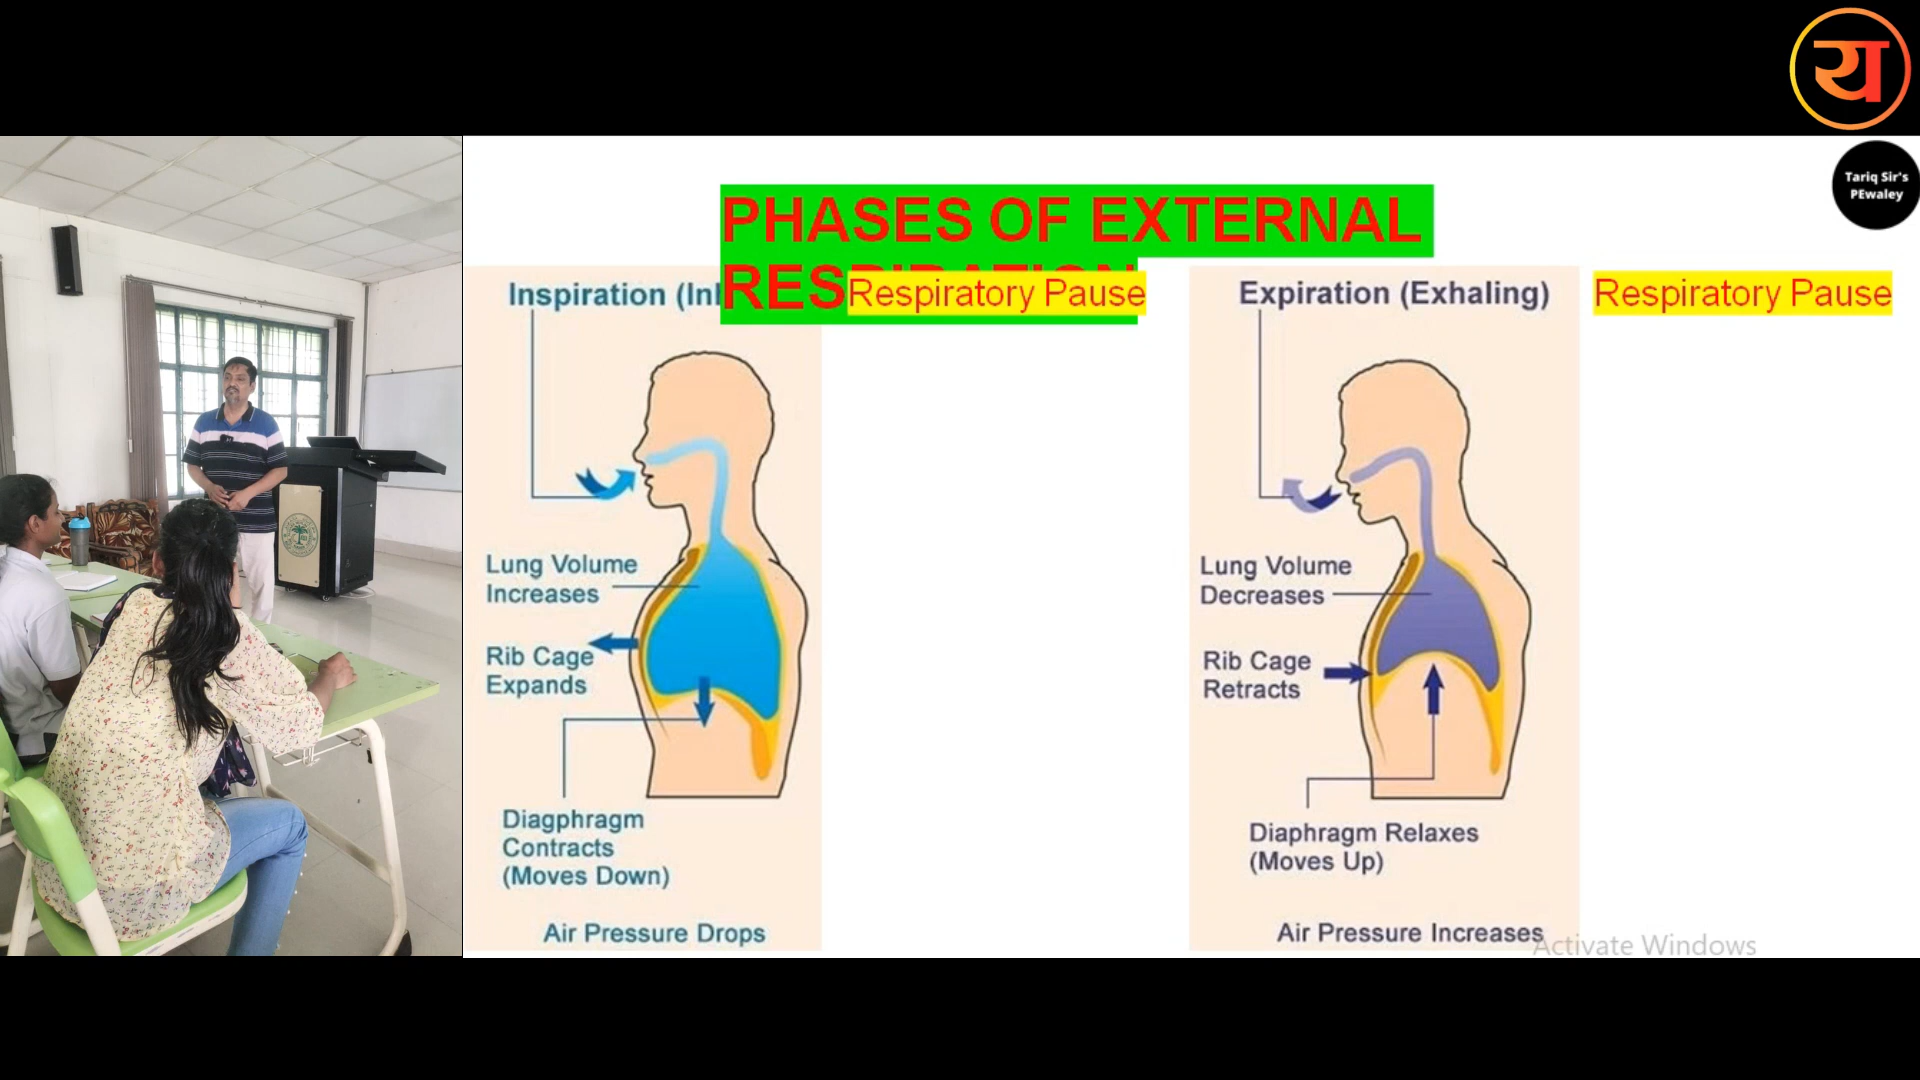 य
Tariq Sir's
PEwaley
PHASES OF EXTERNAL
RESPIRATION
Inspiration (Inh
Respiratory Pause
Expiration (Exhaling)
Respiratory Pause
Lung Volume
Increases
Rib Cage
Expands
Diagphragm
Contracts
(Moves Down)
Air Pressure Drops
Lung Volume
Decreases
Rib Cage
Retracts
Diaphragm Relaxes
(Moves Up)
Air Pressure Increases
Activate Windows